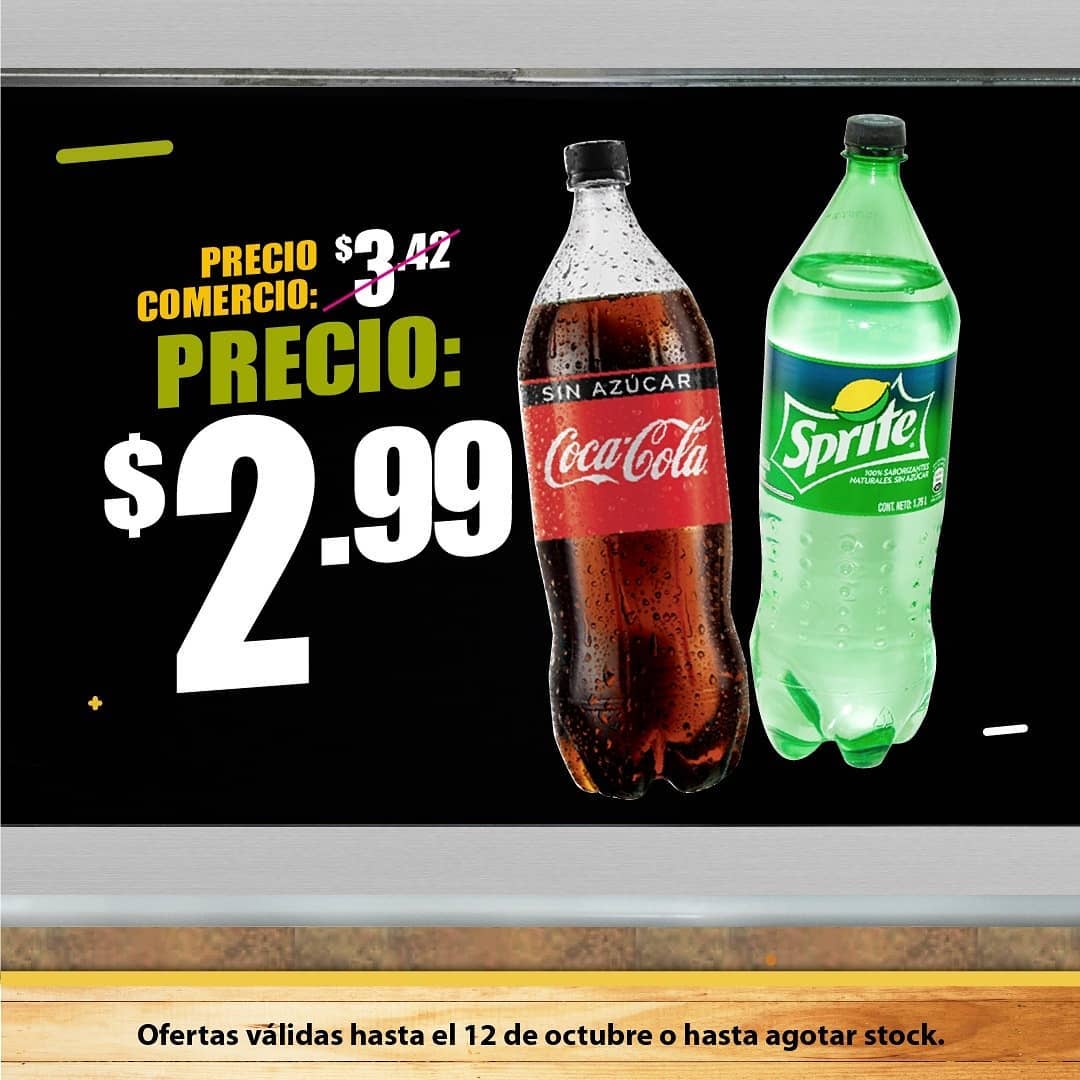 PRECIO
COMERCIO:
$3.42
PRECIO:
$2.99
SIN AZÚCAR
Coca-Cola
Sprite
100% SABORIZANTES
NATURALES. SIN AZÚCAR
CONT. NETO: 1.75 L
Ofertas válidas hasta el 12 de octubre o hasta agotar stock.